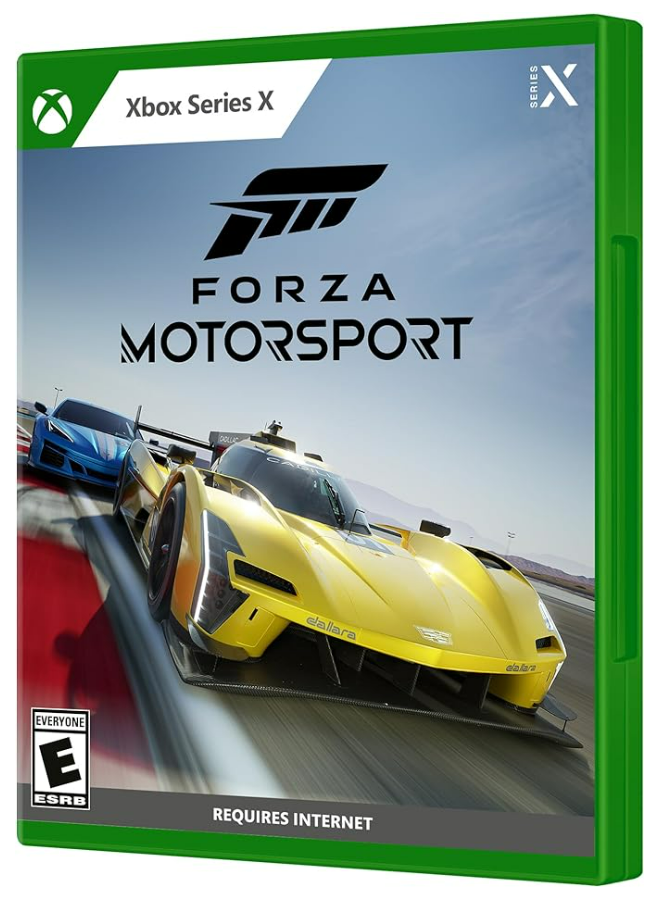 Xbox Series X
SERIES X
FORZA
MOTORSPORT
dallara
dallara
EVERYONE
E
ESRB
REQUIRES INTERNET